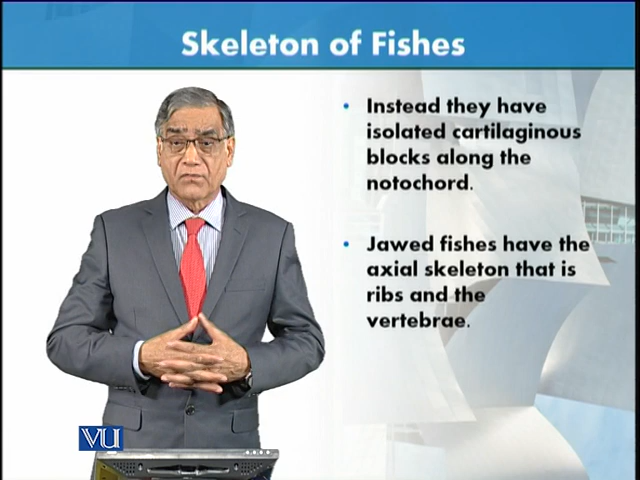 Skeleton of Fishes
• Instead they have
isolated cartilaginous
blocks along the
notochord.
• Jawed fishes have the
axial skeleton that is
ribs and the
vertebrae.
VU